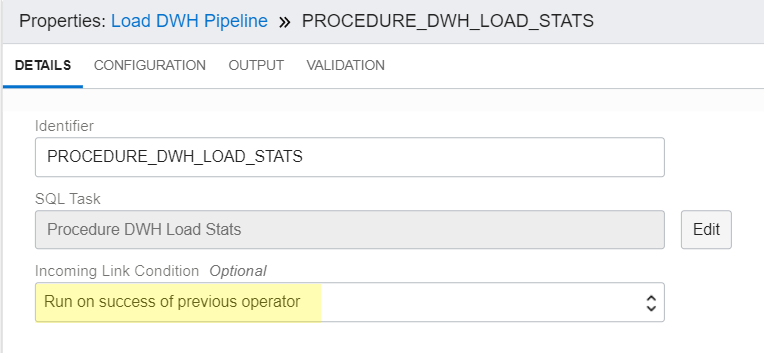 Properties: Load DWH Pipeline » PROCEDURE_DWH_LOAD_STATS
DETAILS CONFIGURATION OUTPUT VALIDATION
Identifier
PROCEDURE_DWH_LOAD_STATS
SQL Task
Procedure DWH Load Stats Edit
Incoming Link Condition Optional
Run on success of previous operator